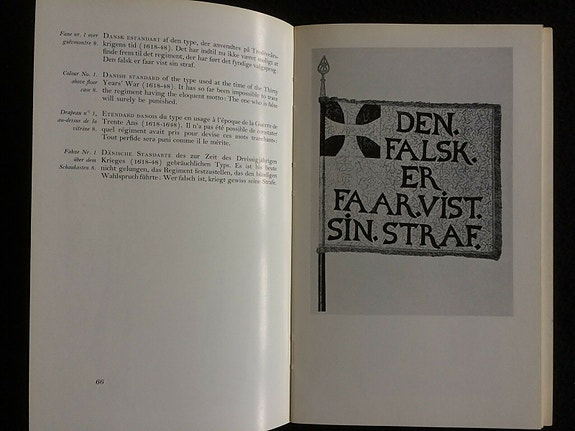 Fane nr. 1 over
gulvmontre 8.
DANSK ESTANDART af den type, der anvendtes på Trediveårs-
krigens tid (1618-48). Det har indtil nu ikke været muligt at
finde frem til det regiment, der har ført det fyndige valgsprog:
Den falsk er faar vist sin straf.
Colour No. 1.
above floor
case 8.
DANISH STANDARD of the type used at the time of the Thirty
Years' War (1618-48). It has so far been impossible to trace
the regiment having the eloquent motto: The one who is false
will surely be punished.
Drapeau n° 1,
au-dessus de la
vitrine 8.
ETENDARD DANOIS du type en usage à l'époque de la Guerre de
Trente Ans (1618-1648). Il n'a pas été possible de constater
quel régiment avait pris pour devise ces mots tranchants:
Tout perfide sera puni comme il le mérite.
Fahne Nr. 1
über dem
Schaukasten 8.
DÄNISCHE STANDARTE des zur Zeit des Dreissigjährigen
Krieges (1618-48) gebräuchlichen Type. Es ist bis heute
nicht gelungen, das Regiment festzustellen, das den bündigen
Wahlspruch führte: Wer falsch ist, kriegt gewiss seine Strafe.
66
DEN.
FALSK.
ER
FAAR.VIST.
SIN.STRAF.